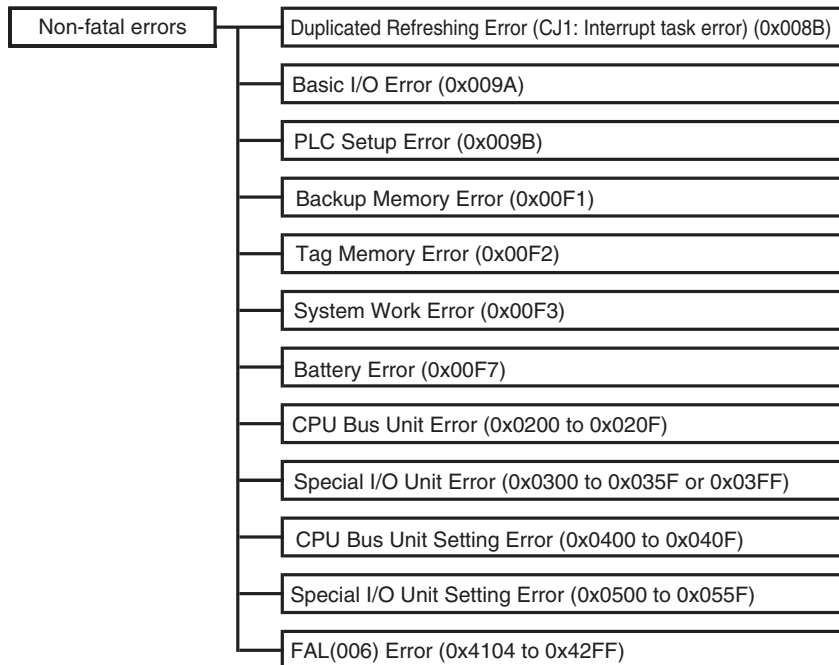 Non-fatal errors
Duplicated Refreshing Error (CJ1: Interrupt task error) (0x008B)
Basic I/O Error (0x009A)
PLC Setup Error (0x009B)
Backup Memory Error (0x00F1)
Tag Memory Error (0x00F2)
System Work Error (0x00F3)
Battery Error (0x00F7)
CPU Bus Unit Error (0x0200 to 0x020F)
Special I/O Unit Error (0x0300 to 0x035F or 0x03FF)
CPU Bus Unit Setting Error (0x0400 to 0x040F)
Special I/O Unit Setting Error (0x0500 to 0x055F)
FAL(006) Error (0x4104 to 0x42FF)